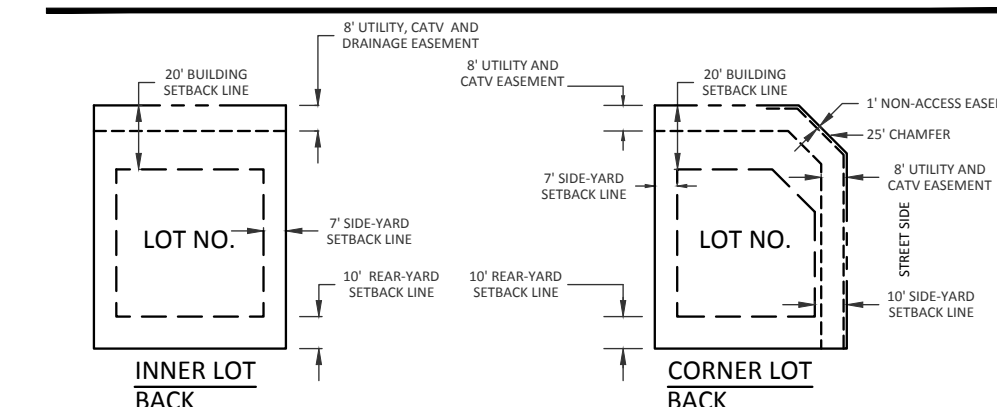 8' UTILITY, CATV AND
DRAINAGE EASEMENT
20' BUILDING
SETBACK LINE
LOT NO.
7' SIDE-YARD
SETBACK LINE
10' REAR-YARD
SETBACK LINE
INNER LOT
BACK
8' UTILITY AND
CATV EASEMENT
20' BUILDING
SETBACK LINE
1' NON-ACCESS EASE
25' CHAMFER
8' UTILITY AND
CATV EASEMENT
7' SIDE-YARD
SETBACK LINE
LOT NO.
STREET SIDE
10' REAR-YARD
SETBACK LINE
10' SIDE-YARD
SETBACK LINE
CORNER LOT
BACK